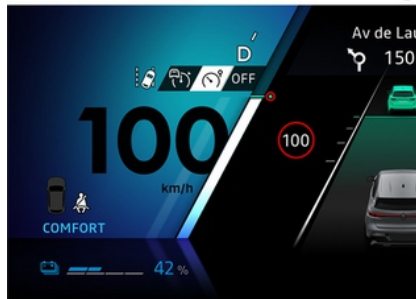 D
Av de Lau
150
OFF
100
100
km/h
COMFORT
42 %